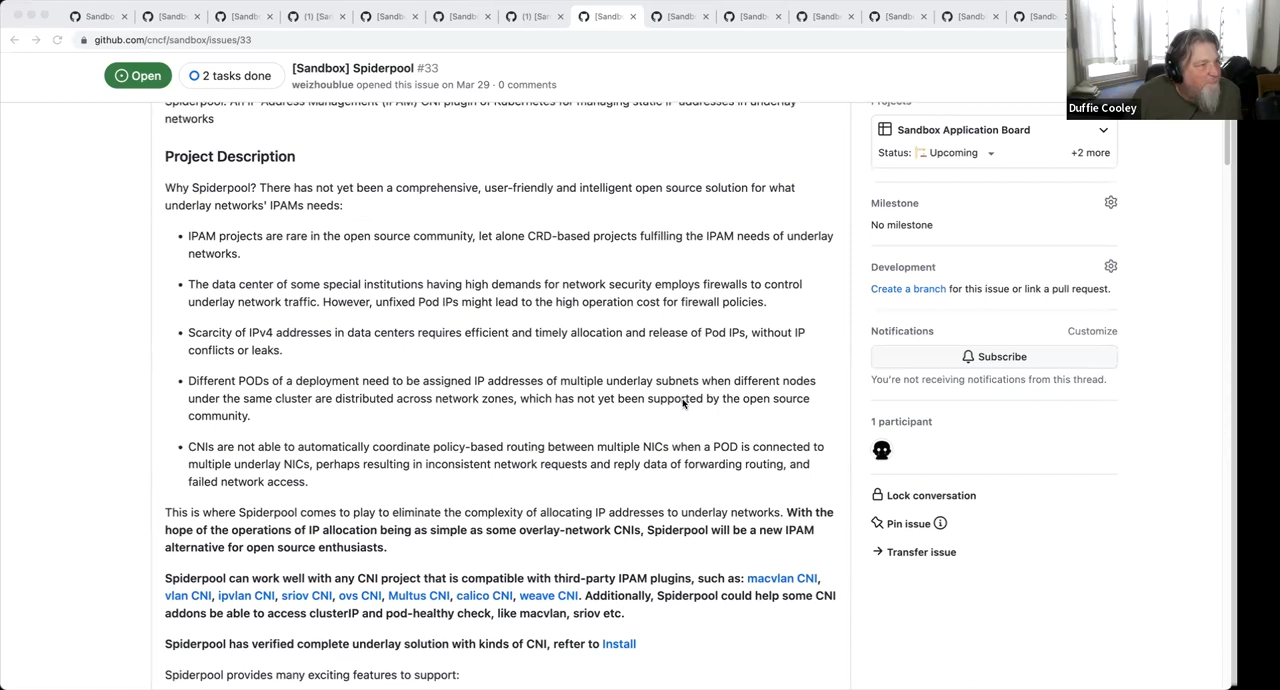 [Sandbo
[Sandb
[Sandb
(1) [San
[Sandbo
[Sandbo
(1) [San
[Sandbo
[Sandbo
[Sandbo
[Sandbo
[Sandbo
[Sandbo
[Sandb
github.com/cncf/sandbox/issues/33
Open
2 tasks done
[Sandbox] Spiderpool #33
weizhoublue opened this issue on Mar 29 · 0 comments
Duffie Cooley
Spiderpool: An IP Address Management (IPAM) CNI plugin of Kubernetes for managing static IP addresses in underlay
networks
Project Description
Why Spiderpool? There has not yet been a comprehensive, user-friendly and intelligent open source solution for what
underlay networks' IPAMs needs:
• IPAM projects are rare in the open source community, let alone CRD-based projects fulfilling the IPAM needs of underlay
networks.
• The data center of some special institutions having high demands for network security employs firewalls to control
underlay network traffic. However, unfixed Pod IPs might lead to the high operation cost for firewall policies.
• Scarcity of IPv4 addresses in data centers requires efficient and timely allocation and release of Pod IPs, without IP
conflicts or leaks.
• Different PODs of a deployment need to be assigned IP addresses of multiple underlay subnets when different nodes
under the same cluster are distributed across network zones, which has not yet been supported by the open source
community.
• CNIs are not able to automatically coordinate policy-based routing between multiple NICs when a POD is connected to
multiple underlay NICs, perhaps resulting in inconsistent network requests and reply data of forwarding routing, and
failed network access.
This is where Spiderpool comes to play to eliminate the complexity of allocating IP addresses to underlay networks. With the
hope of the operations of IP allocation being as simple as some overlay-network CNIs, Spiderpool will be a new IPAM
alternative for open source enthusiasts.
Spiderpool can work well with any CNI project that is compatible with third-party IPAM plugins, such as: macvlan CNI,
vlan CNI, ipvlan CNI, sriov CNI, ovs CNI, Multus CNI, calico CNI, weave CNI. Additionally, Spiderpool could help some CNI
addons be able to access clusterIP and pod-healthy check, like macvlan, sriov etc.
Spiderpool has verified complete underlay solution with kinds of CNI, refter to Install
Spiderpool provides many exciting features to support:
Projects
Sandbox Application Board
Status: Upcoming
+2 more
Milestone
No milestone
Development
Create a branch for this issue or link a pull request.
Notifications
Customize
Subscribe
You're not receiving notifications from this thread.
1 participant
Lock conversation
Pin issue
Transfer issue